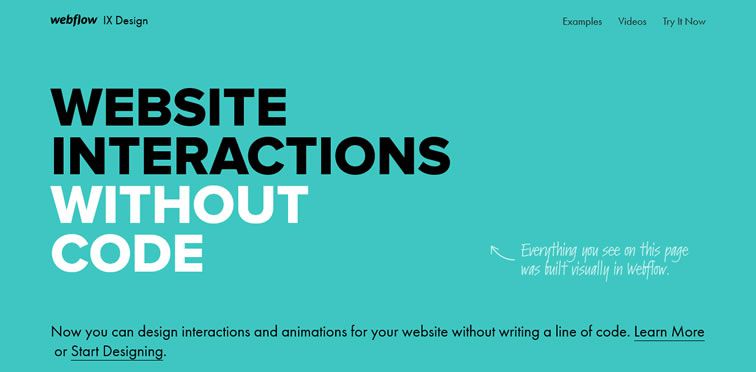 webflow IX Design
Examples Videos Try It Now
WEBSITE
INTERACTIONS
WITHOUT
CODE
Everything you see on this page
was built visually in Webflow.
Now you can design interactions and animations for your website without writing a line of code. Learn More
or Start Designing.